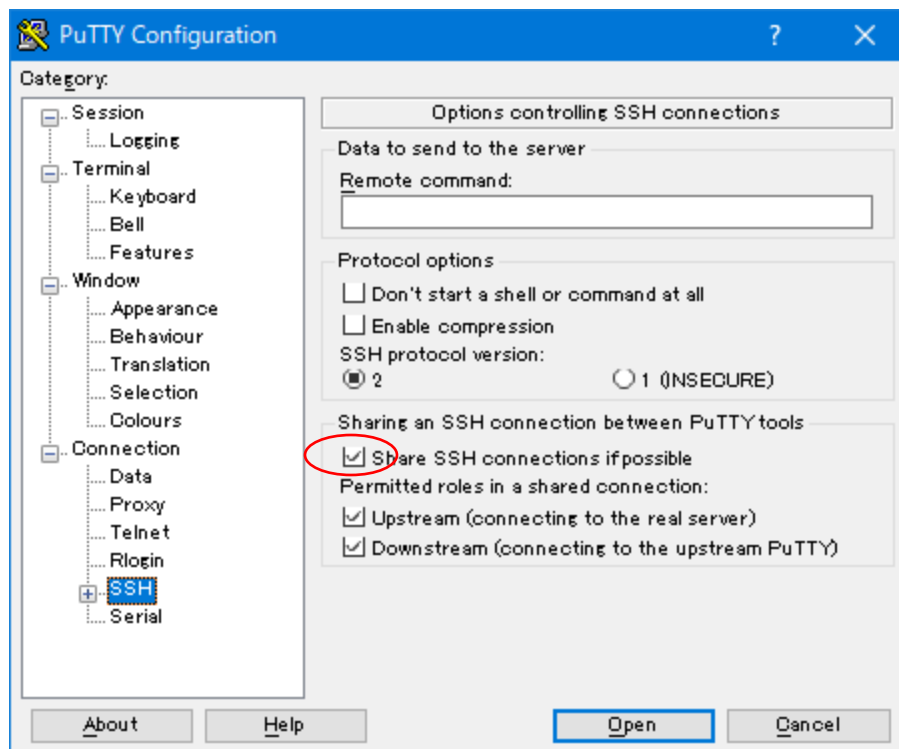 PuTTY Configuration
?
Category:
Session
Logging
Terminal
Keyboard
Bell
Features
Window
Appearance
Behaviour
Translation
Selection
Colours
Connection
Data
Proxy
Telnet
Rlogin
SSH
Serial
Options controlling SSH connections
Data to send to the server
Remote command:
Protocol options
Don't start a shell or command at all
Enable compression
SSH protocol version:
2 1 (INSECURE)
Sharing an SSH connection between PuTTY tools
Share SSH connections if possible
Permitted roles in a shared connection:
Upstream (connecting to the real server)
Downstream (connecting to the upstream PuTTY)
About Help Open Cancel